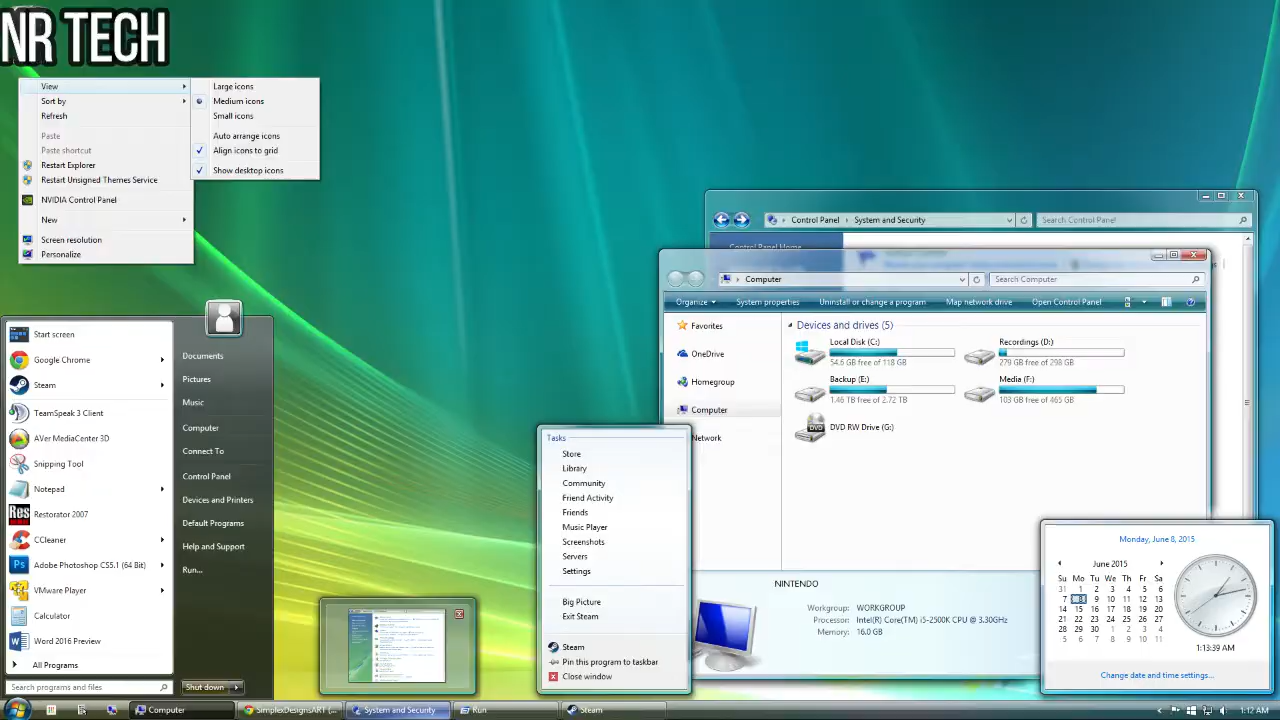 NR TECH
View
Large icons
Sort by
Medium icons
Refresh
Small icons
Paste
Auto arrange icons
Paste shortcut
Align icons to grid
Restart Explorer
Show desktop icons
Restart Unsigned Themes Service
NVIDIA Control Panel
New
Screen resolution
Personalize
Control Panel
System and Security
Search Control Panel
Control Panel Home
Computer
Search Computer
Organize
System properties
Uninstall or change a program
Map network drive
Open Control Panel
Favorites
OneDrive
Homegroup
Computer
Network
Devices and drives (5)
Local Disk (C:)
54.6 GB free of 118 GB
Recordings (D:)
279 GB free of 298 GB
Backup (E:)
1.46 TB free of 2.72 TB
Media (F:)
103 GB free of 465 GB
DVD RW Drive (G:)
DVD
NINTENDO
Workgroup: WORKGROUP
Processor: Intel(R) Core(TM) i5-2500K CPU @ 3.30GHz
Memory: 16.0 GB
Start screen
Google Chrome
Steam
TeamSpeak 3 Client
AVer MediaCenter 3D
Snipping Tool
Notepad
Res
Restorator 2007
CCleaner
Ps
Adobe Photoshop CS5.1 (64 Bit)
VMware Player
Calculator
Word 2016 Preview
All Programs
Search programs and files
Documents
Pictures
Music
Computer
Connect To
Control Panel
Devices and Printers
Default Programs
Help and Support
Run...
Shut down
Tasks
Store
Library
Community
Friend Activity
Friends
Music Player
Screenshots
Servers
Settings
Big Picture
Exit Steam
Steam
this program to taskbar
Close window
Monday, June 8, 2015
June 2015
Su Mo Tu We Th Fr Sa
31 1 2 3 4 5 6
7 8 9 10 11 12 13
14 15 16 17 18 19 20
21 22 23 24 25 26 27
28 29 30 1 2 3 4
5 6 7 8 9 10 11
1:13:39 AM
Change date and time settings...
Computer
SimplexDesignsART (...
System and Security
Run
Steam
1:12 AM